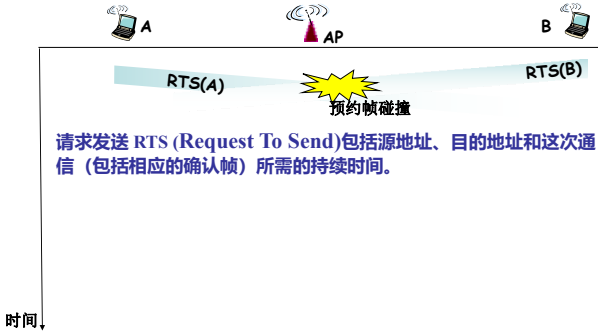 A
AP
B
RTS(A)
RTS(B)
预约帧碰撞
请求发送 RTS (Request To Send)包括源地址、目的地址和这次通
信（包括相应的确认帧）所需的持续时间。
时间